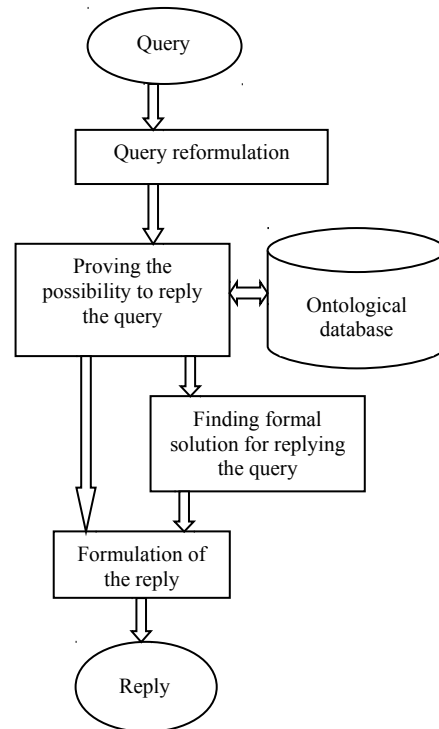 Query
Query reformulation
Proving the
possibility to reply
the query
Ontological
database
Finding formal
solution for replying
the query
Formulation of
the reply
Reply